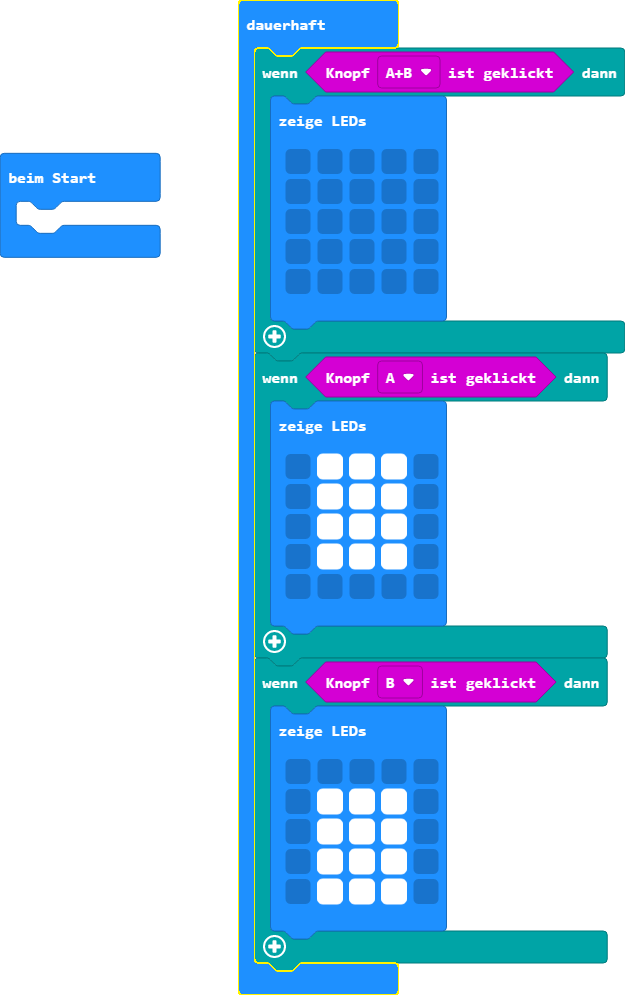 beim Start
dauerhaft
wenn Knopf A+B ist geklickt dann
zeige LEDs
wenn Knopf A ist geklickt dann
zeige LEDs
wenn Knopf B ist geklickt dann
zeige LEDs